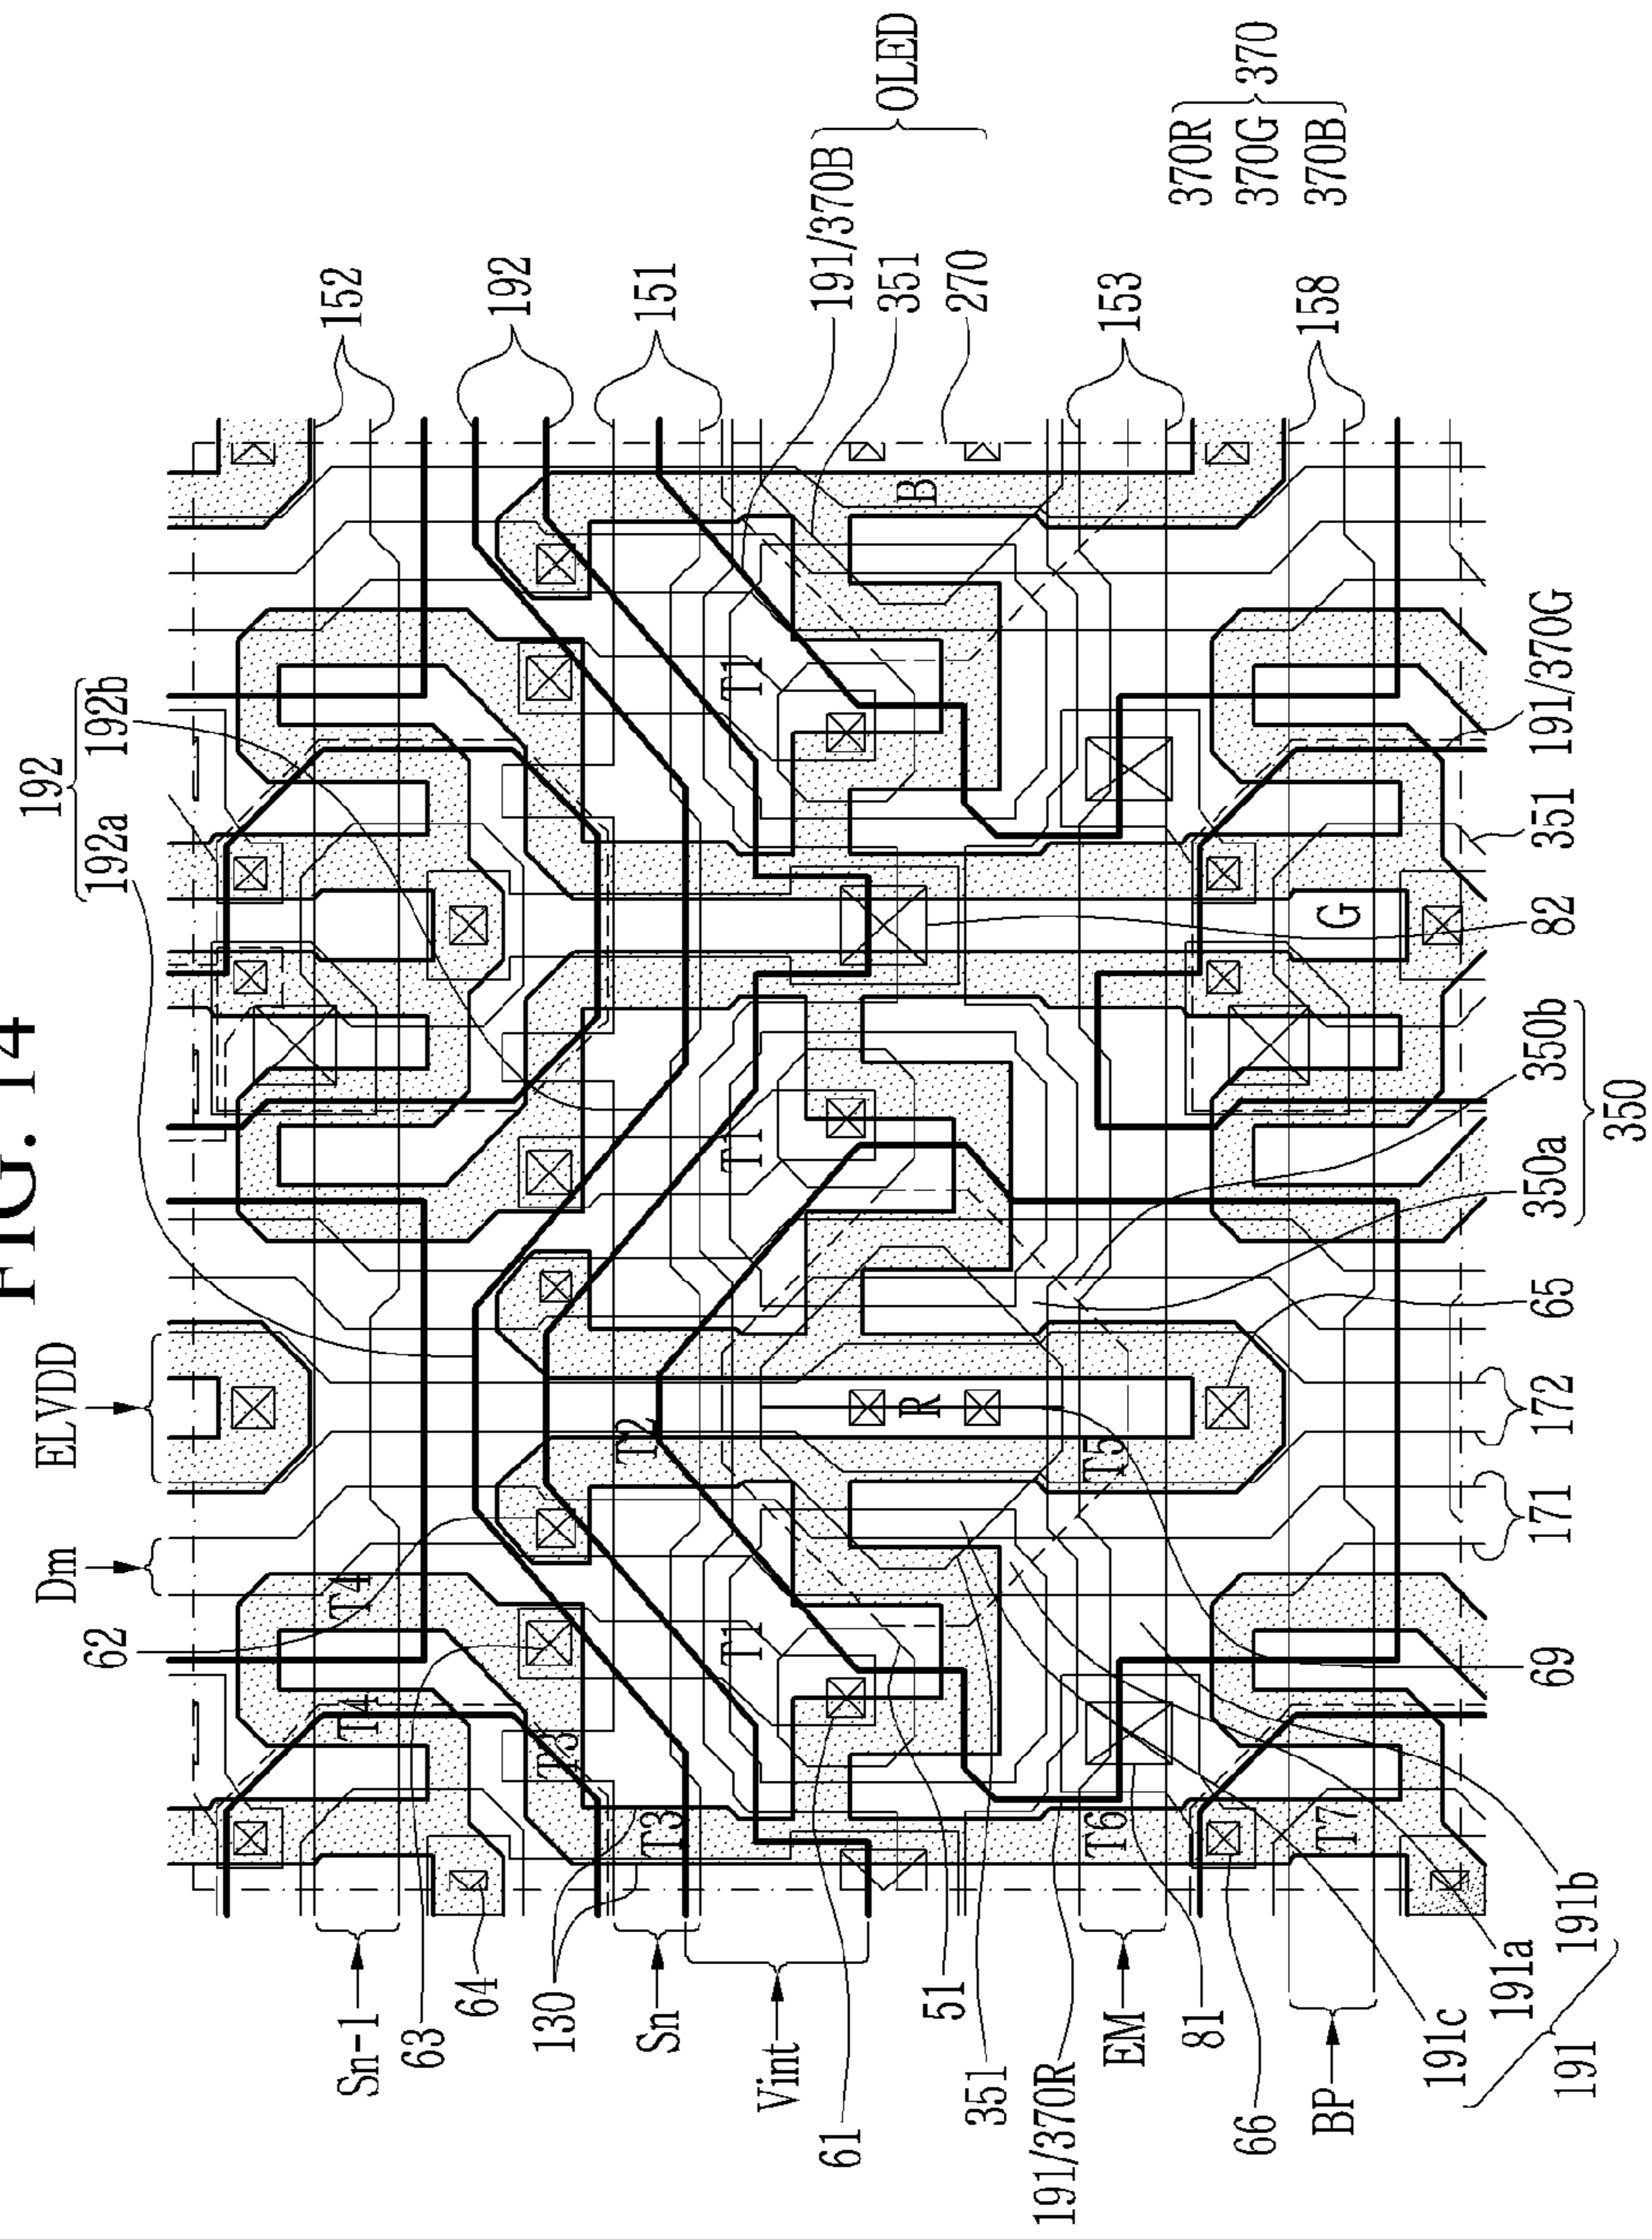 FIG. 14
192
192a 192b
ELVDD
Dm
62
152
192
151
191/370B
351
OLED
270
370R
370G
370B
370
153
158
191/370G
351
82
350b
350a
350
65
172
171
69
191b
191a
191c
191
Sn-1
63
64
130
Sn
Vint
61
51
351
191/370R
EM
81
66
BP
T4
T4
T3
T3
T2
T1
T1
T1
R
B
G
T5
T6
T7